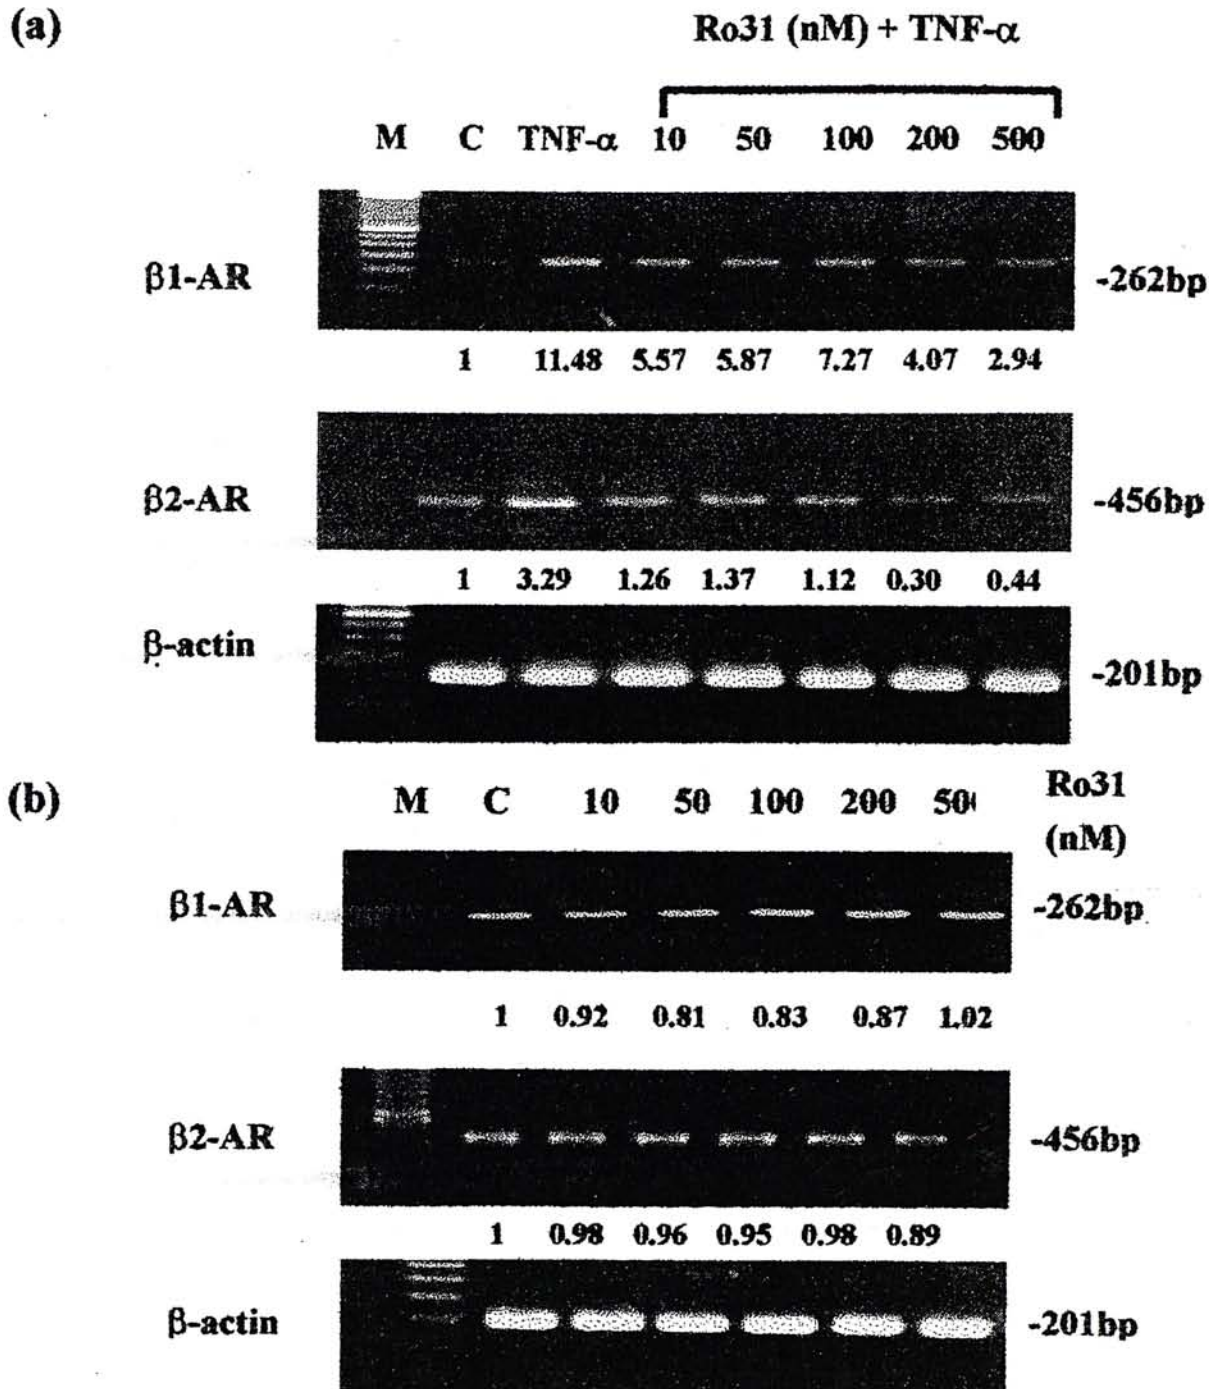 (a)
Ro31 (nM) + TNF-α
M C TNF-α 10 50 100 200 500
β1-AR -262bp
1 11.48 5.57 5.87 7.27 4.07 2.94
β2-AR -456bp
1 3.29 1.26 1.37 1.12 0.30 0.44
β-actin -201bp
(b) M C 10 50 100 200 50 Ro31
(nM)
β1-AR -262bp
1 0.92 0.81 0.83 0.87 1.02
β2-AR -456bp
1 0.98 0.96 0.95 0.98 0.89
β-actin -201bp